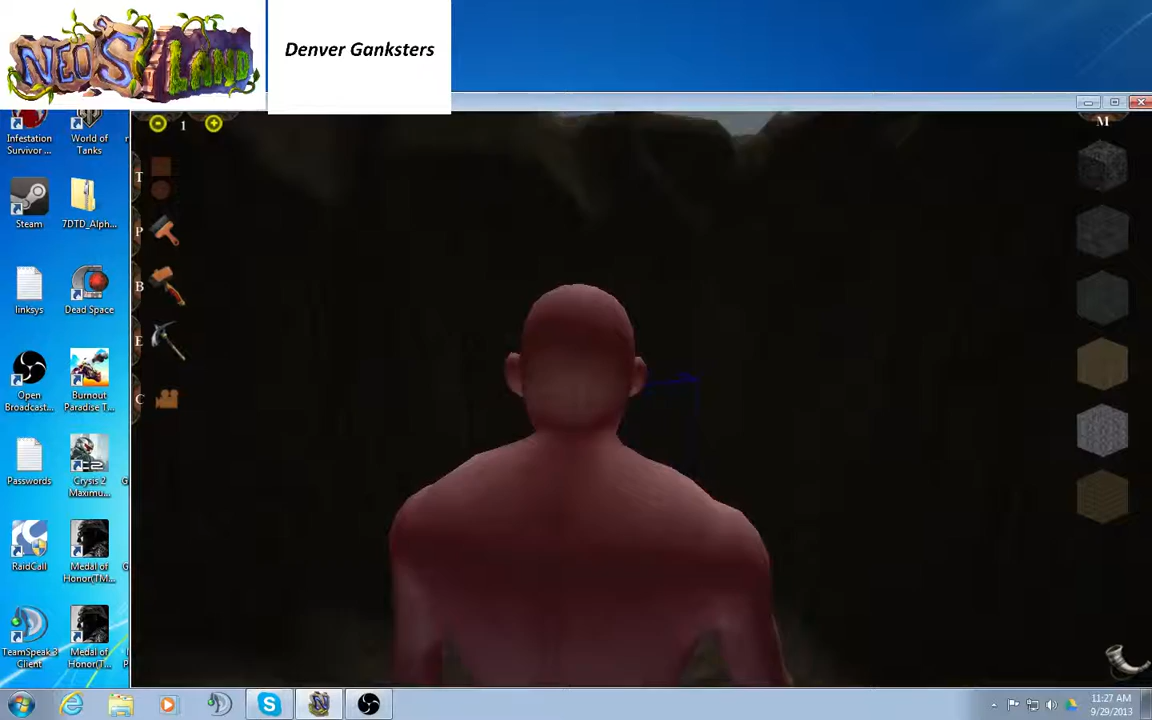 NEO'S LAND
Denver Ganksters
1
M
T
P
B
E
C
Infestation
Survivor ...
World of
Tanks
Steam
7DTD_Alph...
linksys
Dead Space
Open
Broadcast...
Burnout
Paradise T...
Passwords
Crysis 2
Maximu...
G
RaidCall
Medal of
Honor(TM...
G
TeamSpeak 3
Client
Medal of
Honor(T...
11:27 AM
9/29/2013